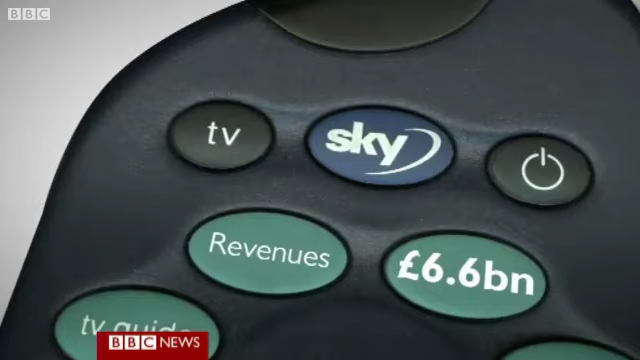 BBC
tv
sky
Revenues
£6.6bn
tv guide
BBC NEWS